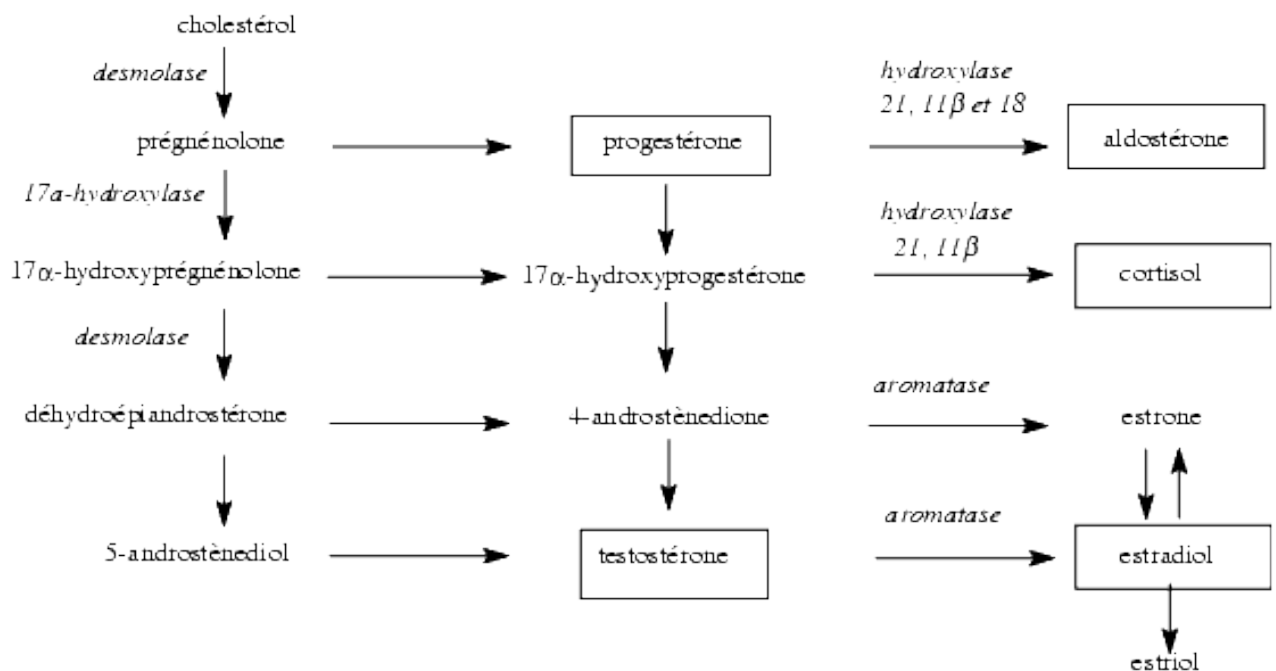 cholestérol
desmolase
hydroxylase
21, 11β et 18
prégnénolone
progestérone
aldostérone
17a-hydroxylase
hydroxylase
21, 11β
17α-hydroxyprégnénolone
17α-hydroxyprogestérone
cortisol
desmolase
aromatase
déhydroépiandrostérone
4-androstènedione
estrone
aromatase
5-androstènediol
testostérone
estradiol
estriol